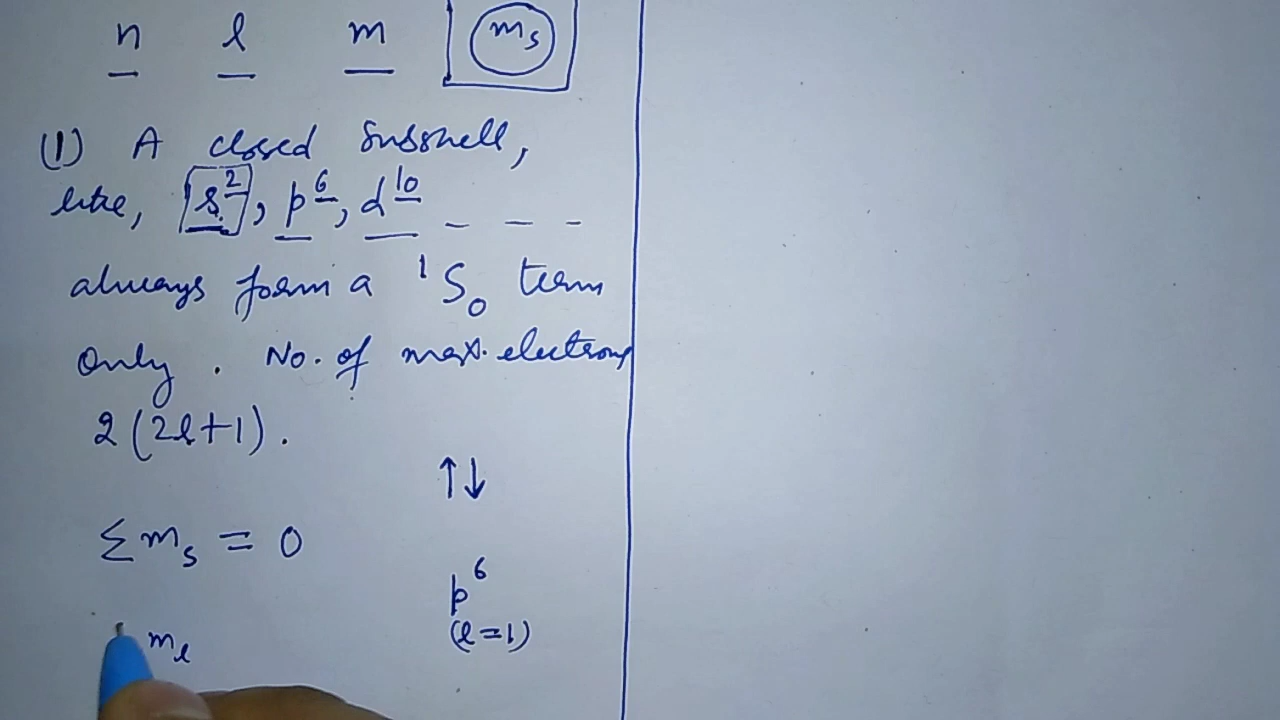 n l m mₛ
(1) A closed subshell,
like, s², p⁶, d¹⁰ _ _ _
always form a ¹S₀ term
only. No. of max. electrons
2(2l+1).
↑↓
Σmₛ = 0
p⁶
(l=1)
mₗ